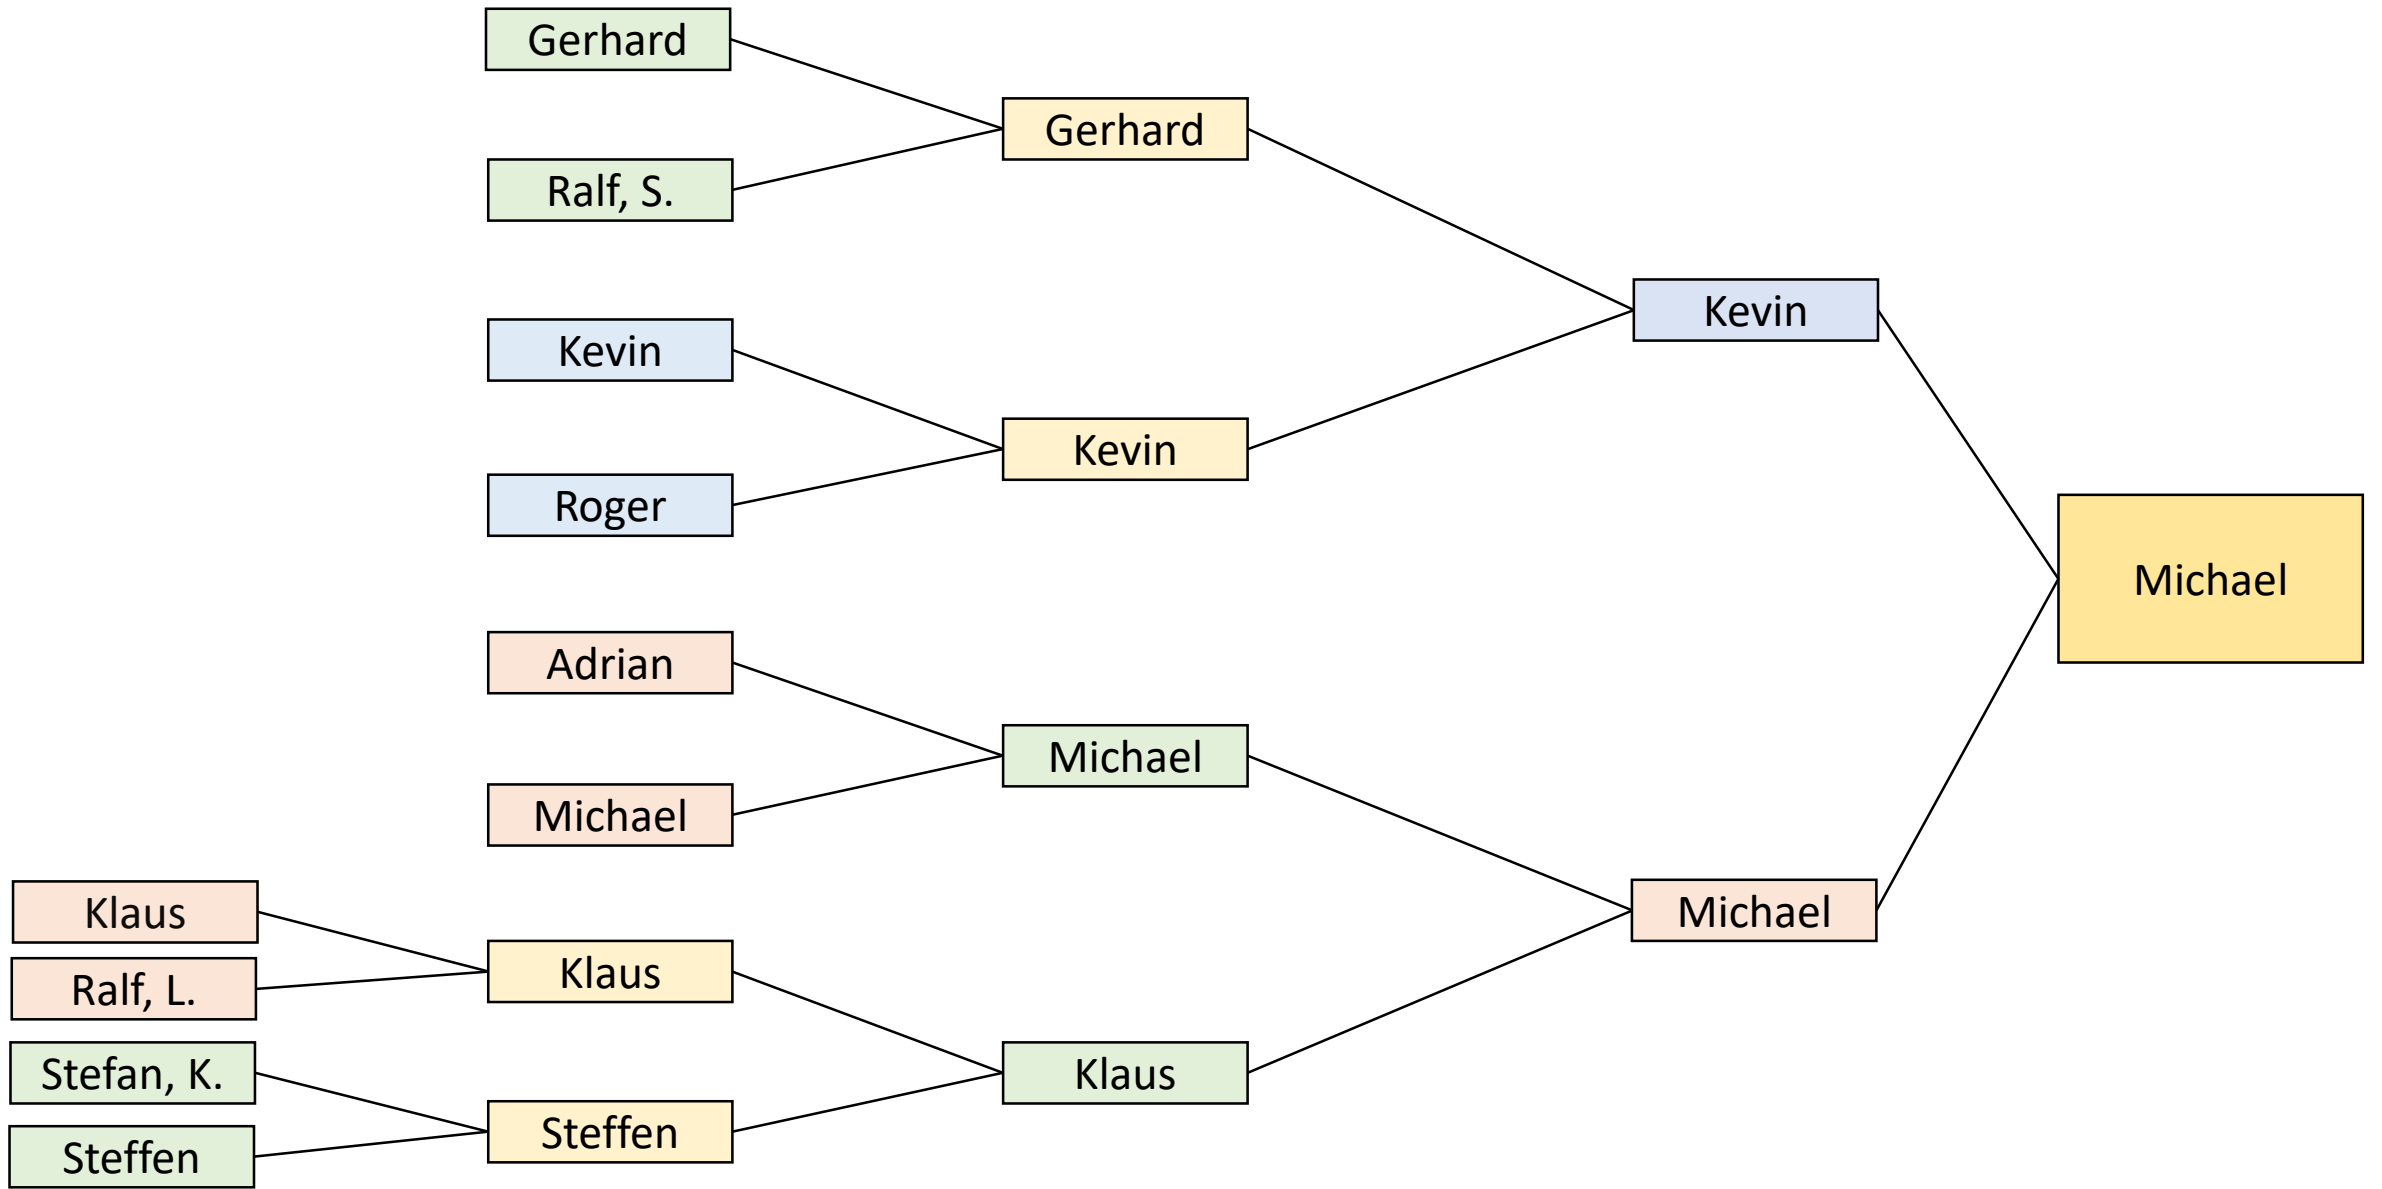 Gerhard
Gerhard
Ralf, S.
Kevin
Kevin
Kevin
Roger
Michael
Adrian
Michael
Michael
Klaus
Michael
Ralf, L.
Klaus
Stefan, K.
Klaus
Steffen
Steffen